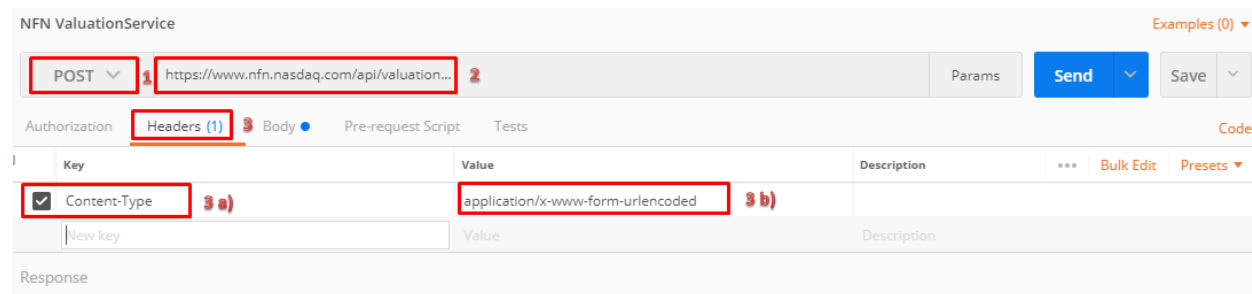 NFN ValuationService Examples (0)
POST 1 https://www.nfn.nasdaq.com/api/valuation... 2 Params Send Save
Authorization Headers (1) 3 Body Pre-request Script Tests Code
Key Value Description ••• Bulk Edit Presets
Content-Type 3 a) application/x-www-form-urlencoded 3 b)
New key Value Description
Response